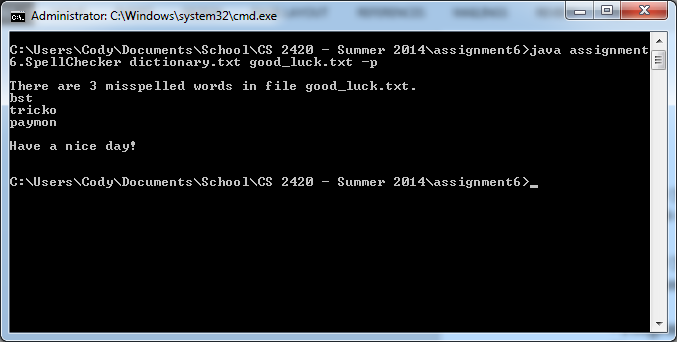 Administrator: C:\Windows\system32\cmd.exe
C:\Users\Cody\Documents\School\CS 2420 - Summer 2014\assignment6>java assignment
6.SpellChecker dictionary.txt good_luck.txt -p
There are 3 misspelled words in file good_luck.txt.
bst
tricko
paymon
Have a nice day!
C:\Users\Cody\Documents\School\CS 2420 - Summer 2014\assignment6>_